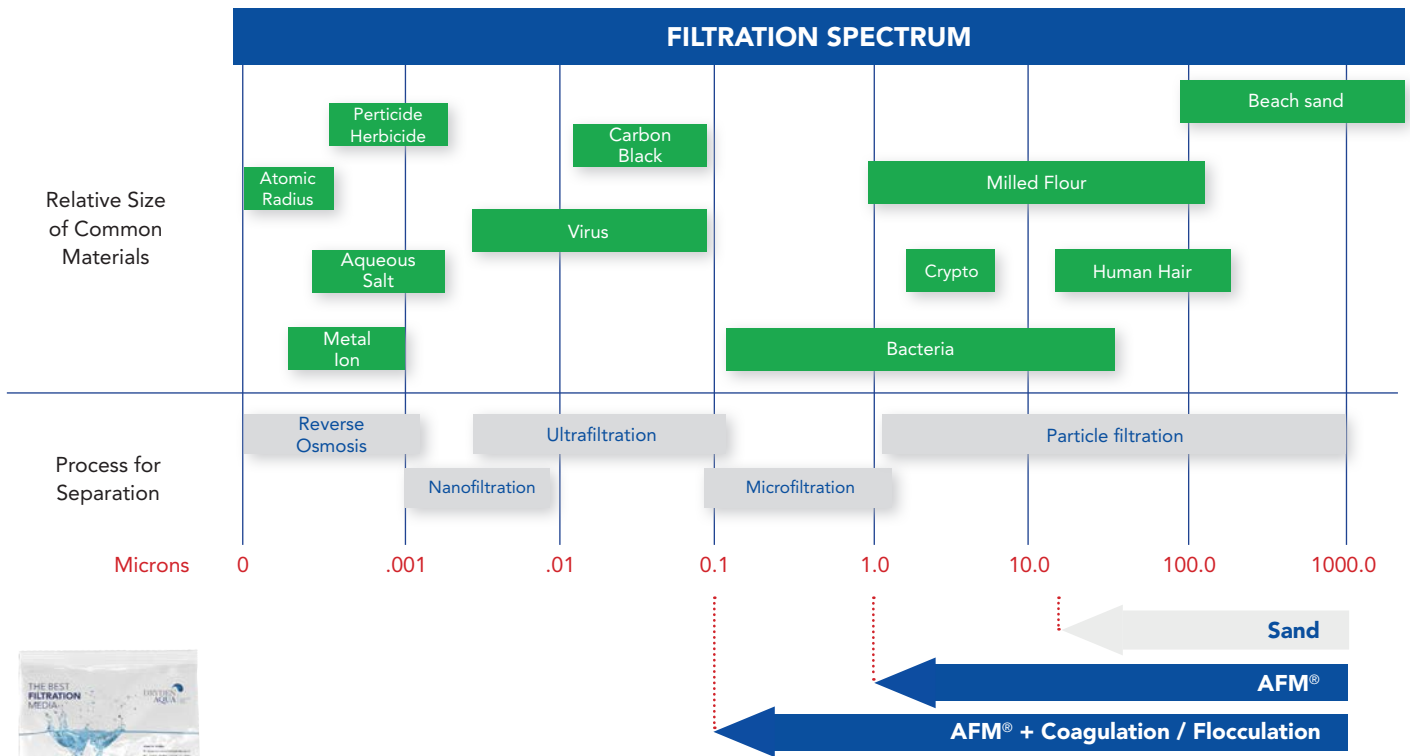 FILTRATION SPECTRUM
Beach sand
Perticide
Herbicide
Carbon
Black
Atomic
Radius
Milled Flour
Relative Size
of Common
Materials
Virus
Aqueous
Salt
Crypto
Human Hair
Metal
Ion
Bacteria
Reverse
Osmosis
Ultrafiltration
Particle filtration
Process for
Separation
Nanofiltration
Microfiltration
Microns 0 .001 .01 0.1 1.0 10.0 100.0 1000.0
Sand
AFM®
AFM® + Coagulation / Flocculation
THE BEST
FILTRATION
MEDIA
DRYDEN
AQUA